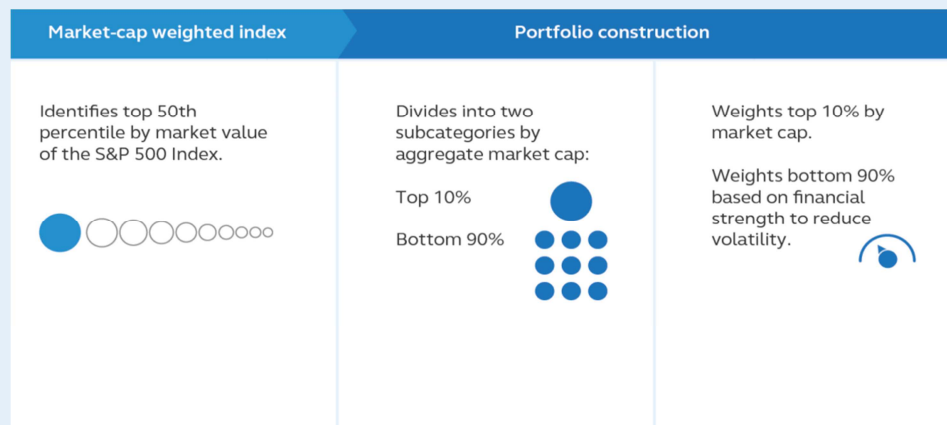 Market-cap weighted index
Portfolio construction
Identifies top 50th
percentile by market value
of the S&P 500 Index.
Divides into two
subcategories by
aggregate market cap:
Top 10%
Bottom 90%
Weights top 10% by
market cap.
Weights bottom 90%
based on financial
strength to reduce
volatility.